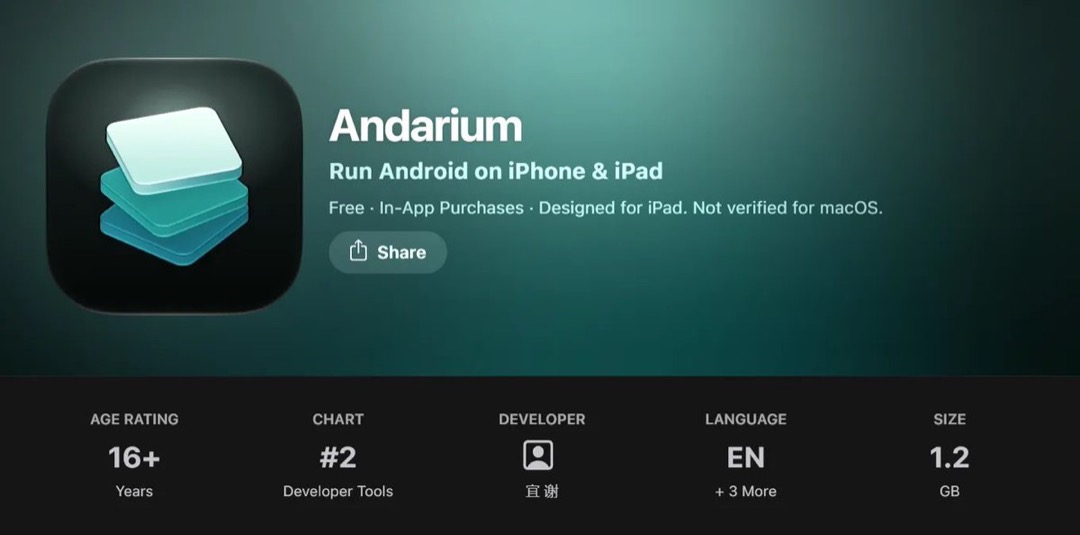 Andarium
Run Android on iPhone & iPad
Free · In-App Purchases · Designed for iPad. Not verified for macOS.
Share
AGE RATING
16+
Years
CHART
#2
Developer Tools
DEVELOPER
宜 谢
LANGUAGE
EN
+ 3 More
SIZE
1.2
GB